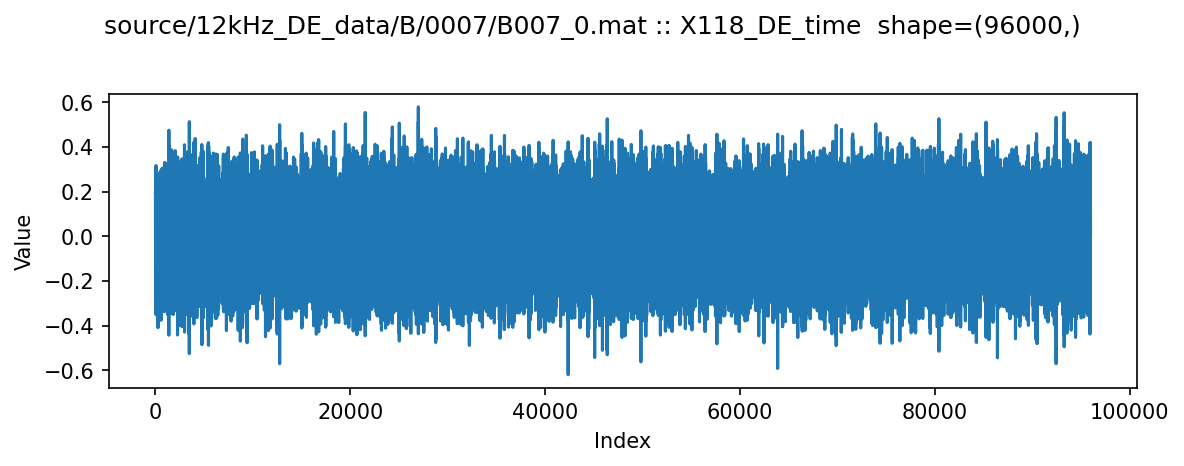 source/12kHz_DE_data/B/0007/B007_0.mat :: X118_DE_time  shape=(96000,)
0.6
0.4
0.2
0.0
−0.2
−0.4
−0.6
Value
0 20000 40000 60000 80000 100000
Index